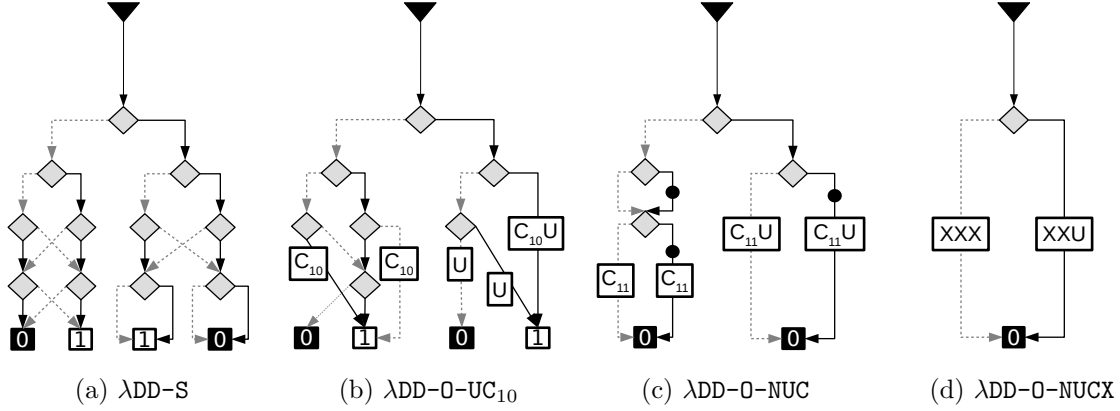 C₁₀U
C₁₀ C₁₀ U U
C₁₁U C₁₁U
C₁₁ C₁₁
XXX XXU
0 1 1 0 0 1 0 1 0 0 0
(a) λDD-S (b) λDD-O-UC₁₀ (c) λDD-O-NUC (d) λDD-O-NUCX